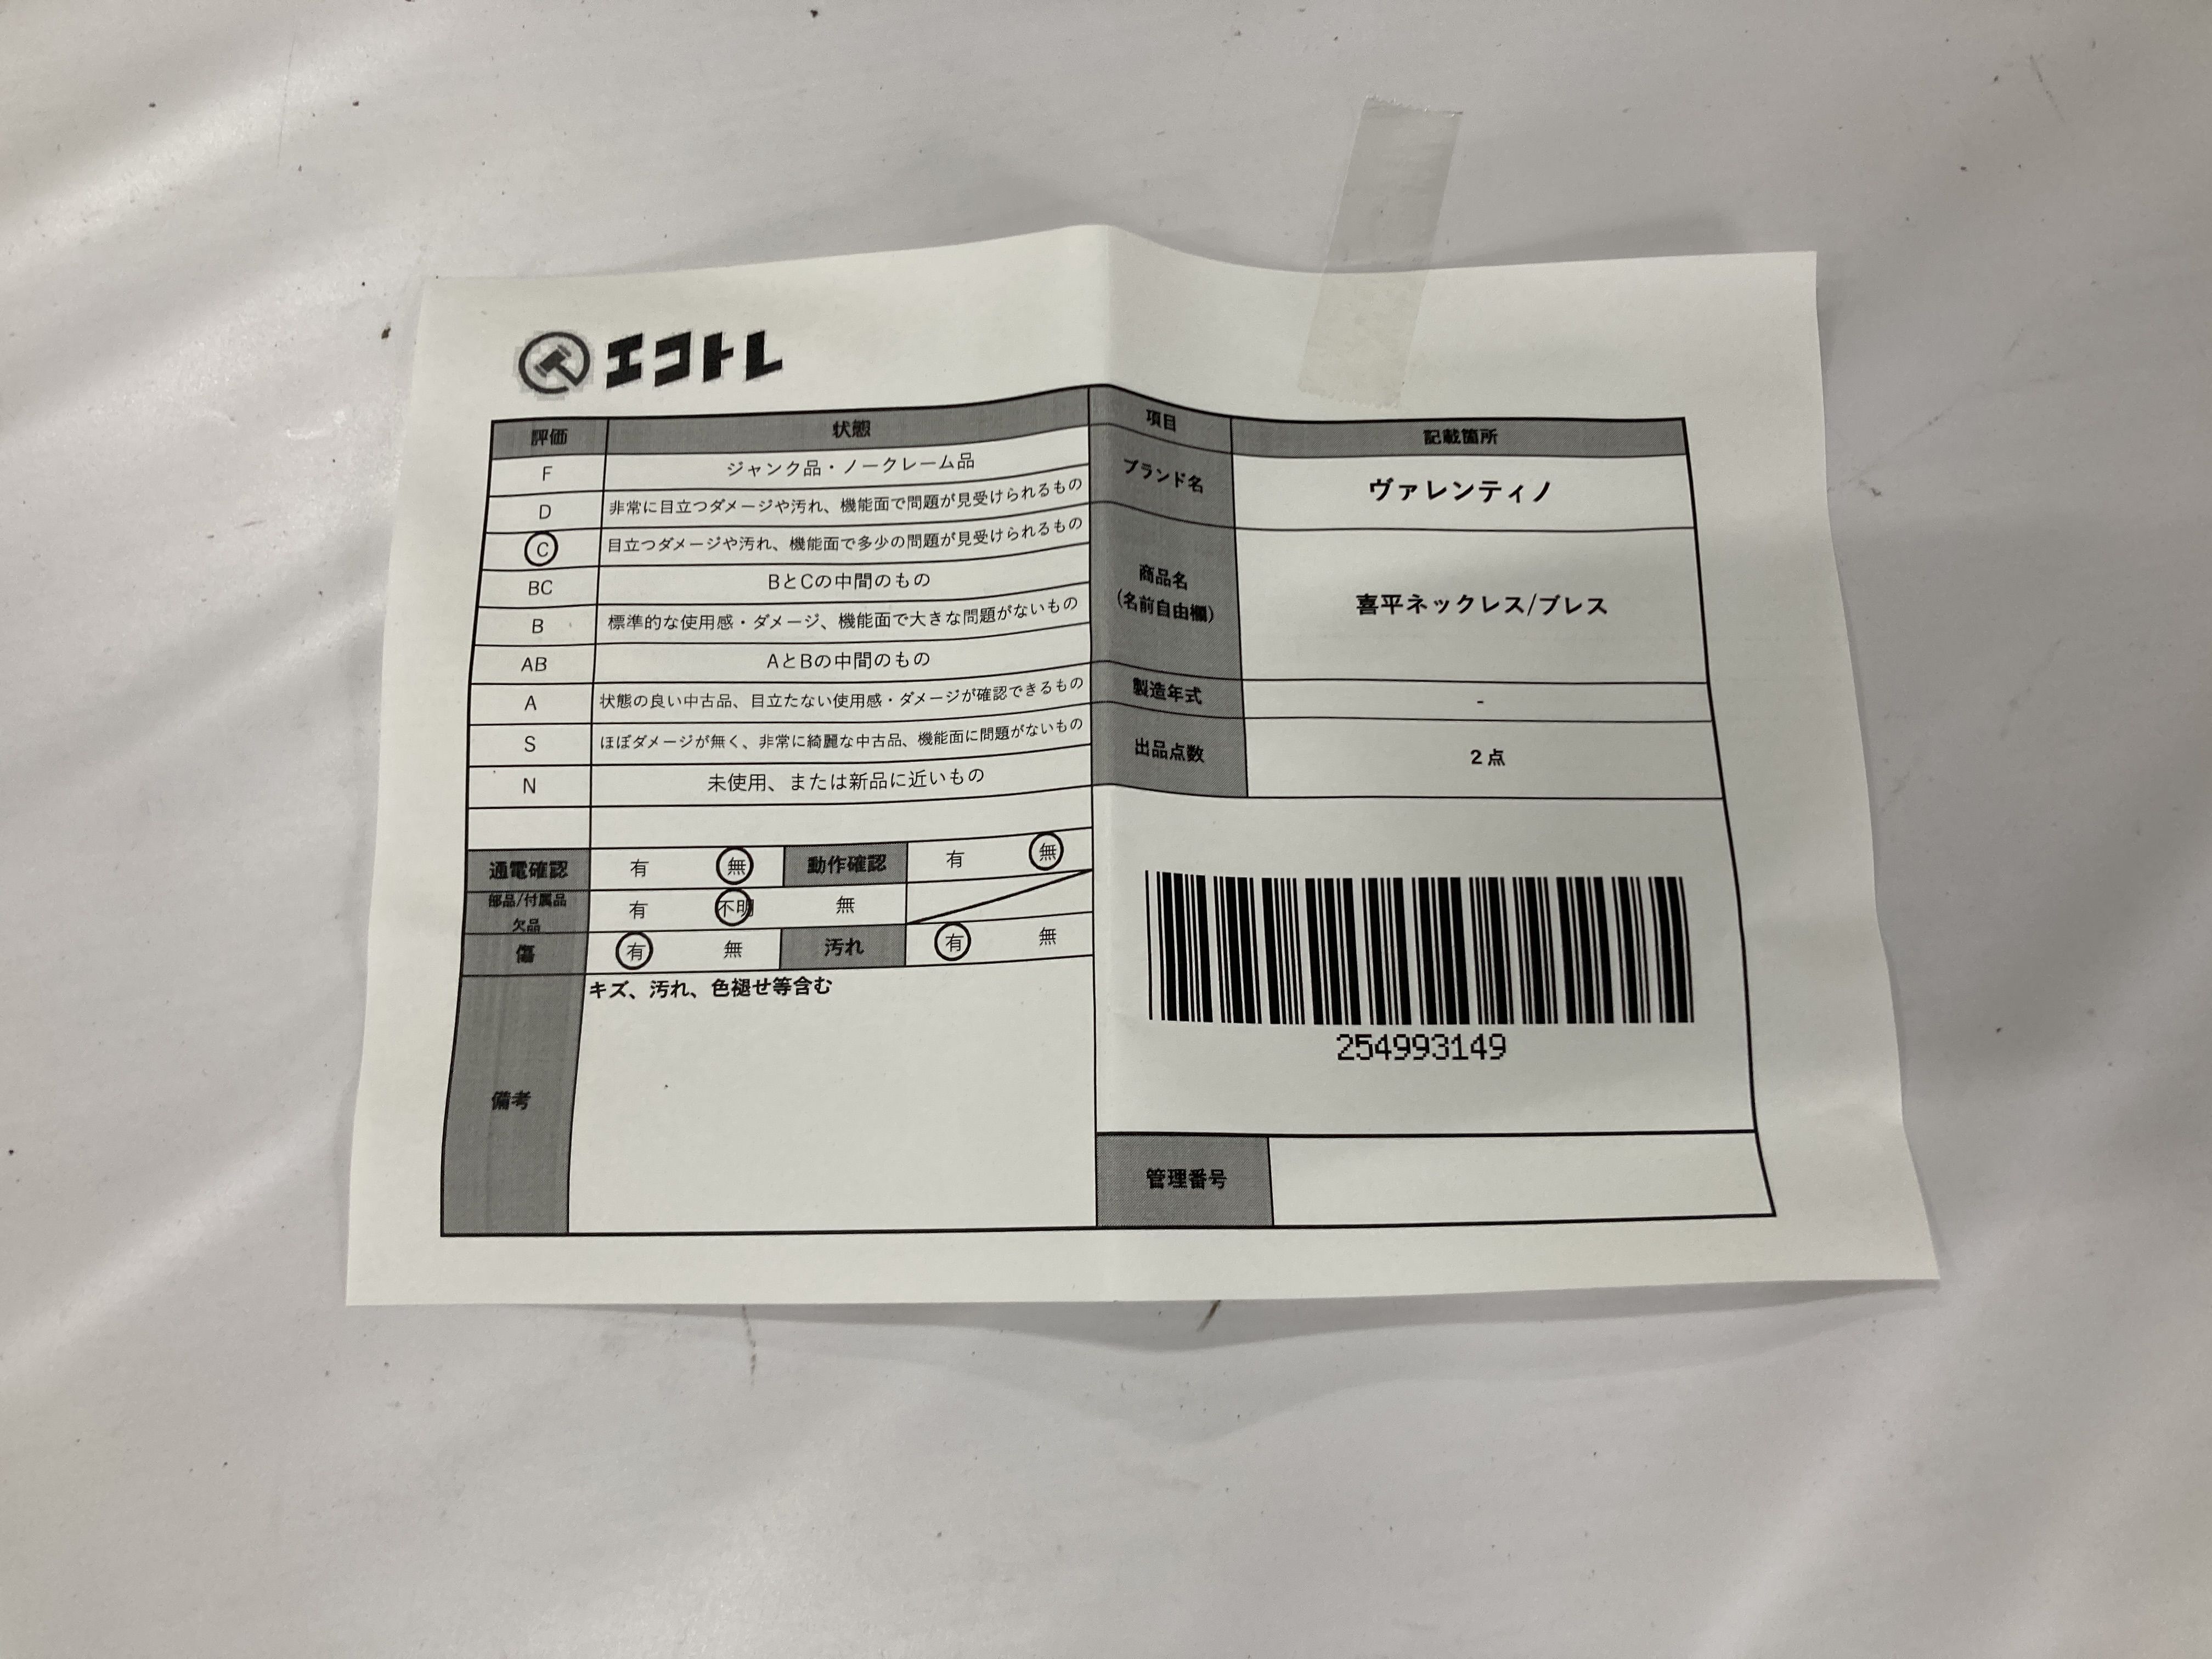 エコトレ
評価 状態
F ジャンク品・ノークレーム品
D 非常に目立つダメージや汚れ、機能面で問題が見受けられるもの
C 目立つダメージや汚れ、機能面で多少の問題が見受けられるもの
BC BとCの中間のもの
B 標準的な使用感・ダメージ、機能面で大きな問題がないもの
AB AとBの中間のもの
A 状態の良い中古品、目立たない使用感・ダメージが確認できるもの
S ほぼダメージが無く、非常に綺麗な中古品、機能面に問題がないもの
N 未使用、または新品に近いもの
通電確認 有 無 動作確認 有 無
部品/付属品
欠品 有 不明 無
傷 有 無 汚れ 有 無
備考 キズ、汚れ、色褪せ等含む
項目 記載箇所
ブランド名 ヴァレンティノ
商品名
(名前自由欄) 喜平ネックレス/ブレス
製造年式 -
出品点数 2点
254993149
管理番号